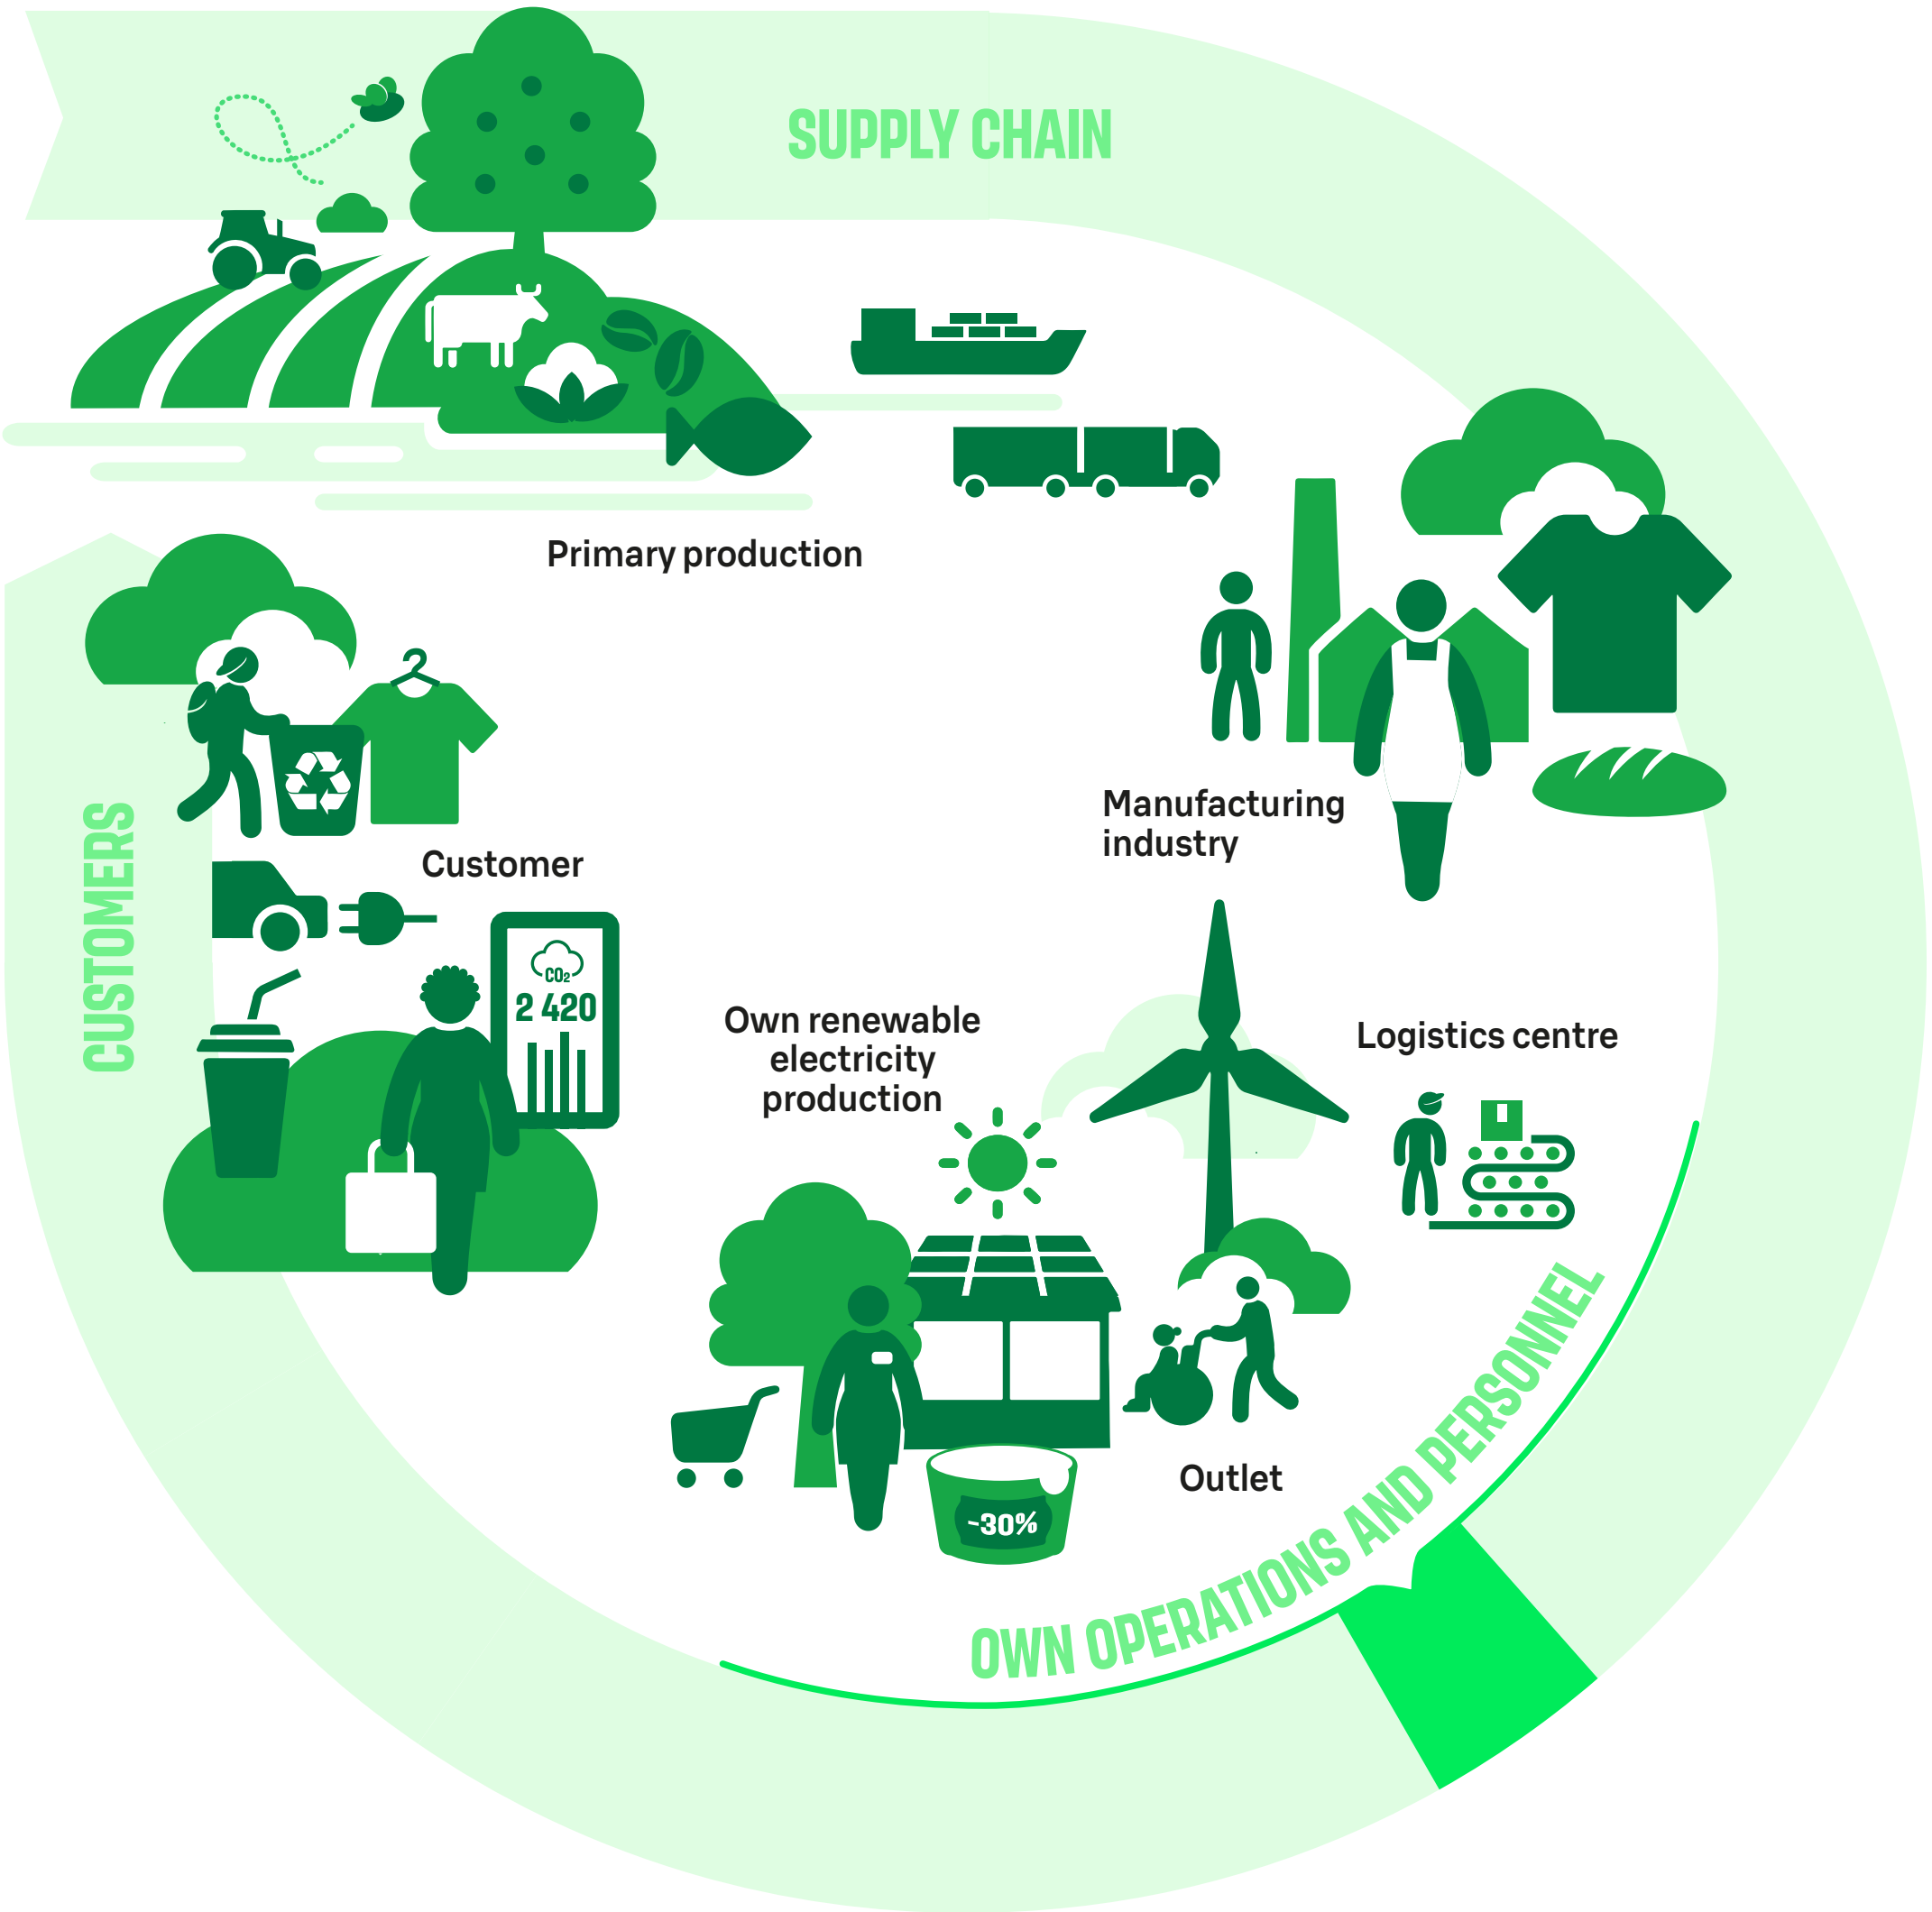 SUPPLY CHAIN
Primary production
Manufacturing
industry
CUSTOMERS
Customer
CO₂
2 420
Own renewable
electricity
production
Logistics centre
-30%
Outlet
OWN OPERATIONS AND PERSONNEL